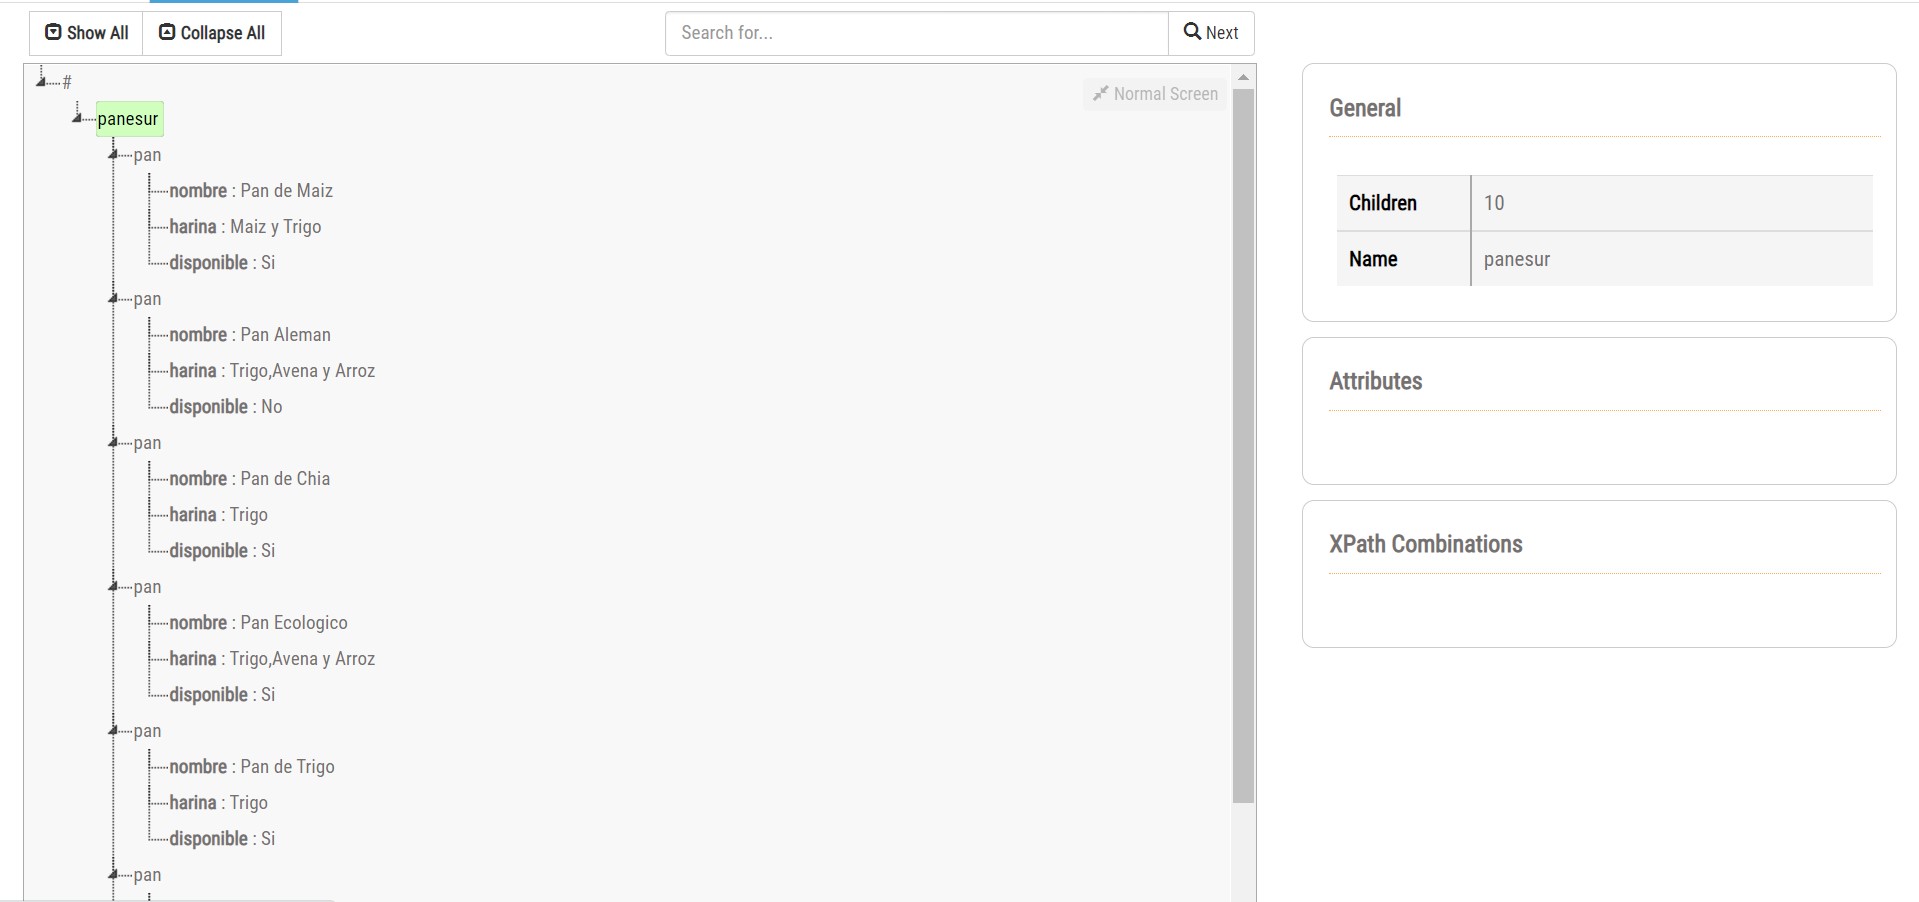 Show All Collapse All Search for... Next
#
Normal Screen
panesur
pan
nombre : Pan de Maiz
harina : Maiz y Trigo
disponible : Si
pan
nombre : Pan Aleman
harina : Trigo,Avena y Arroz
disponible : No
pan
nombre : Pan de Chia
harina : Trigo
disponible : Si
pan
nombre : Pan Ecologico
harina : Trigo,Avena y Arroz
disponible : Si
pan
nombre : Pan de Trigo
harina : Trigo
disponible : Si
pan
General
Children 10
Name panesur
Attributes
XPath Combinations